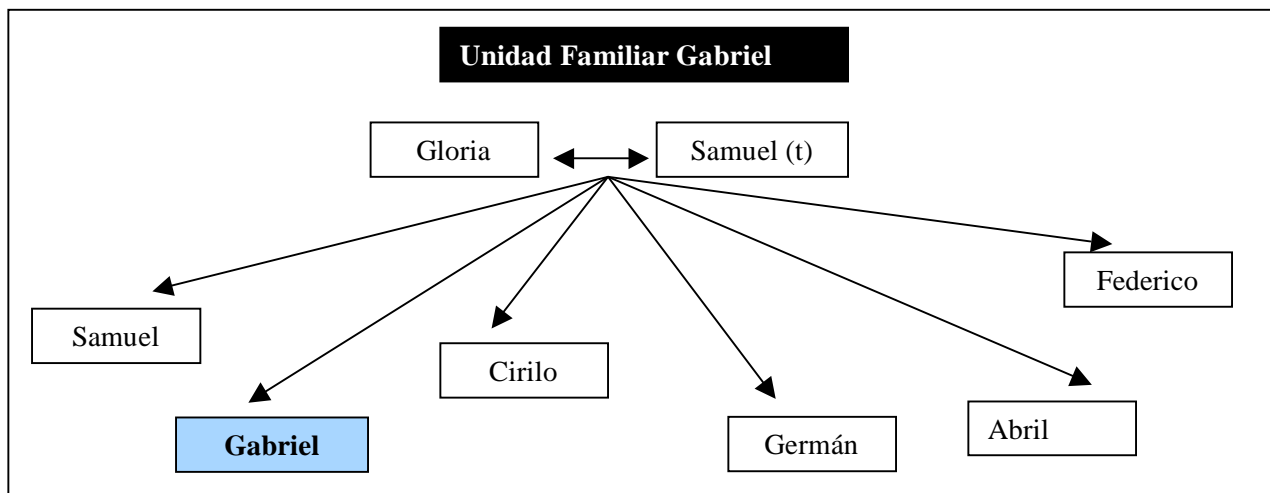 Unidad Familiar Gabriel
Gloria
Samuel (t)
Samuel
Gabriel
Cirilo
Germán
Abril
Federico